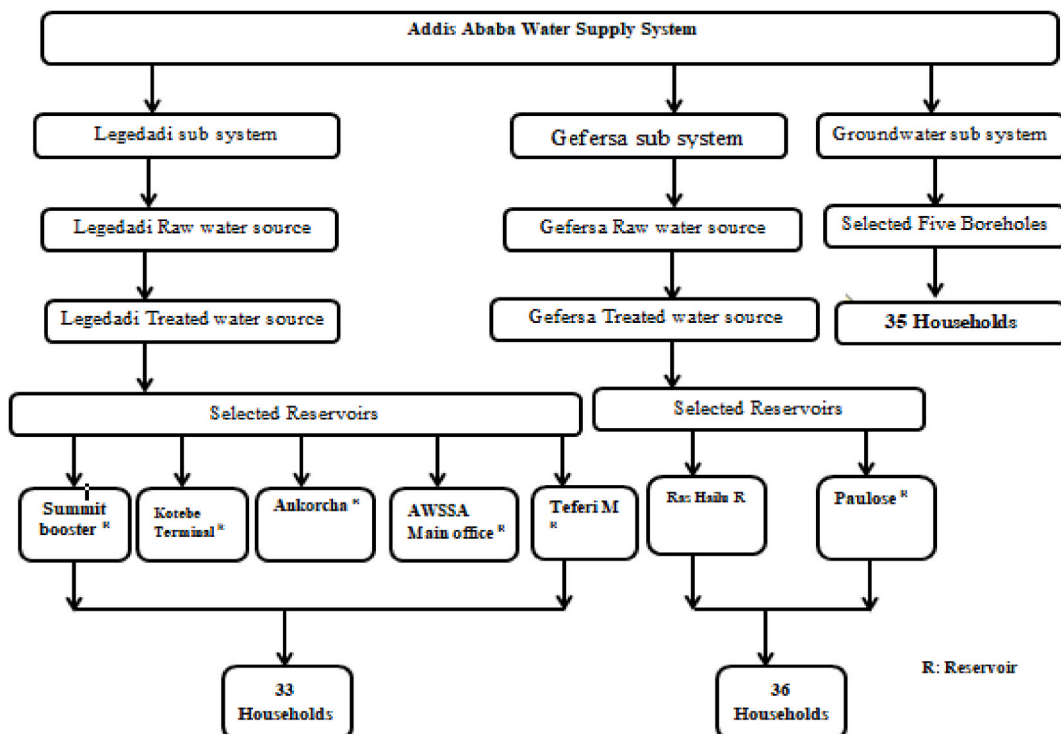 Addis Ababa Water Supply System
Legedadi sub system
Gefersa sub system
Groundwater sub system
Legedadi Raw water source
Gefersa Raw water source
Selected Five Boreholes
Legedadi Treated water source
Gefersa Treated water source
35 Households
Selected Reservoirs
Selected Reservoirs
Summit
booster R
Kotebe
Terminal R
Ankorcha R
AWSSA
Main office R
Teferi M
R
Ras Hailu R
Paulose R
R: Reservoir
33
Households
36
Households